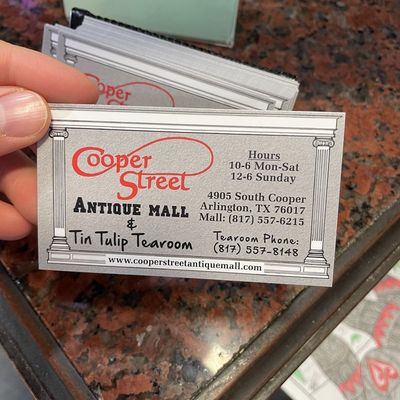 Cooper
Street
ANTIQUE MALL
&
Tin Tulip Tearoom
Hours
10-6 Mon-Sat
12-6 Sunday
4905 South Cooper
Arlington, TX 76017
Mall: (817) 557-6215
Tearoom Phone:
(817) 557-8148
www.cooperstreetantiquemall.com